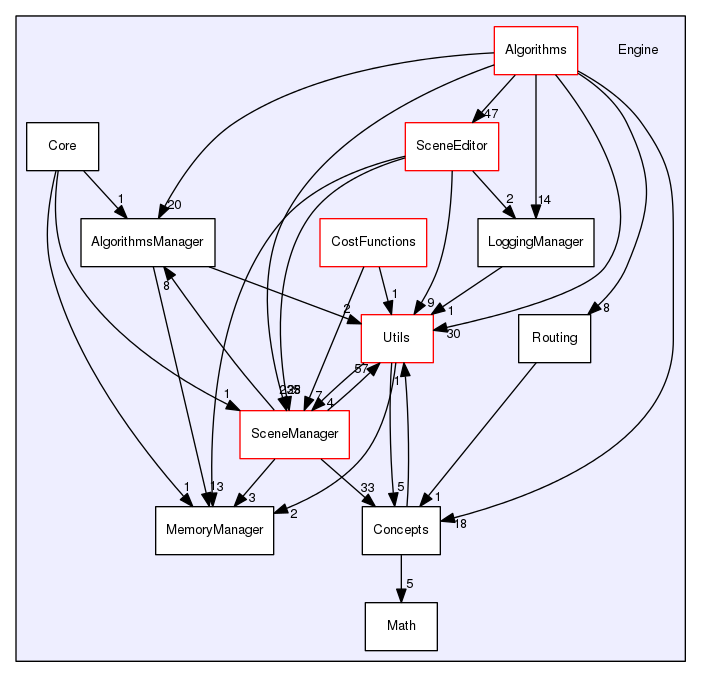 Algorithms
Engine
47
Core
SceneEditor
1
20
2
14
AlgorithmsManager
CostFunctions
LoggingManager
8
2
1
9
1
30
8
Utils
Routing
57
1
1
7
4
SceneManager
1
13
3
33
5
1
2
18
MemoryManager
Concepts
5
Math